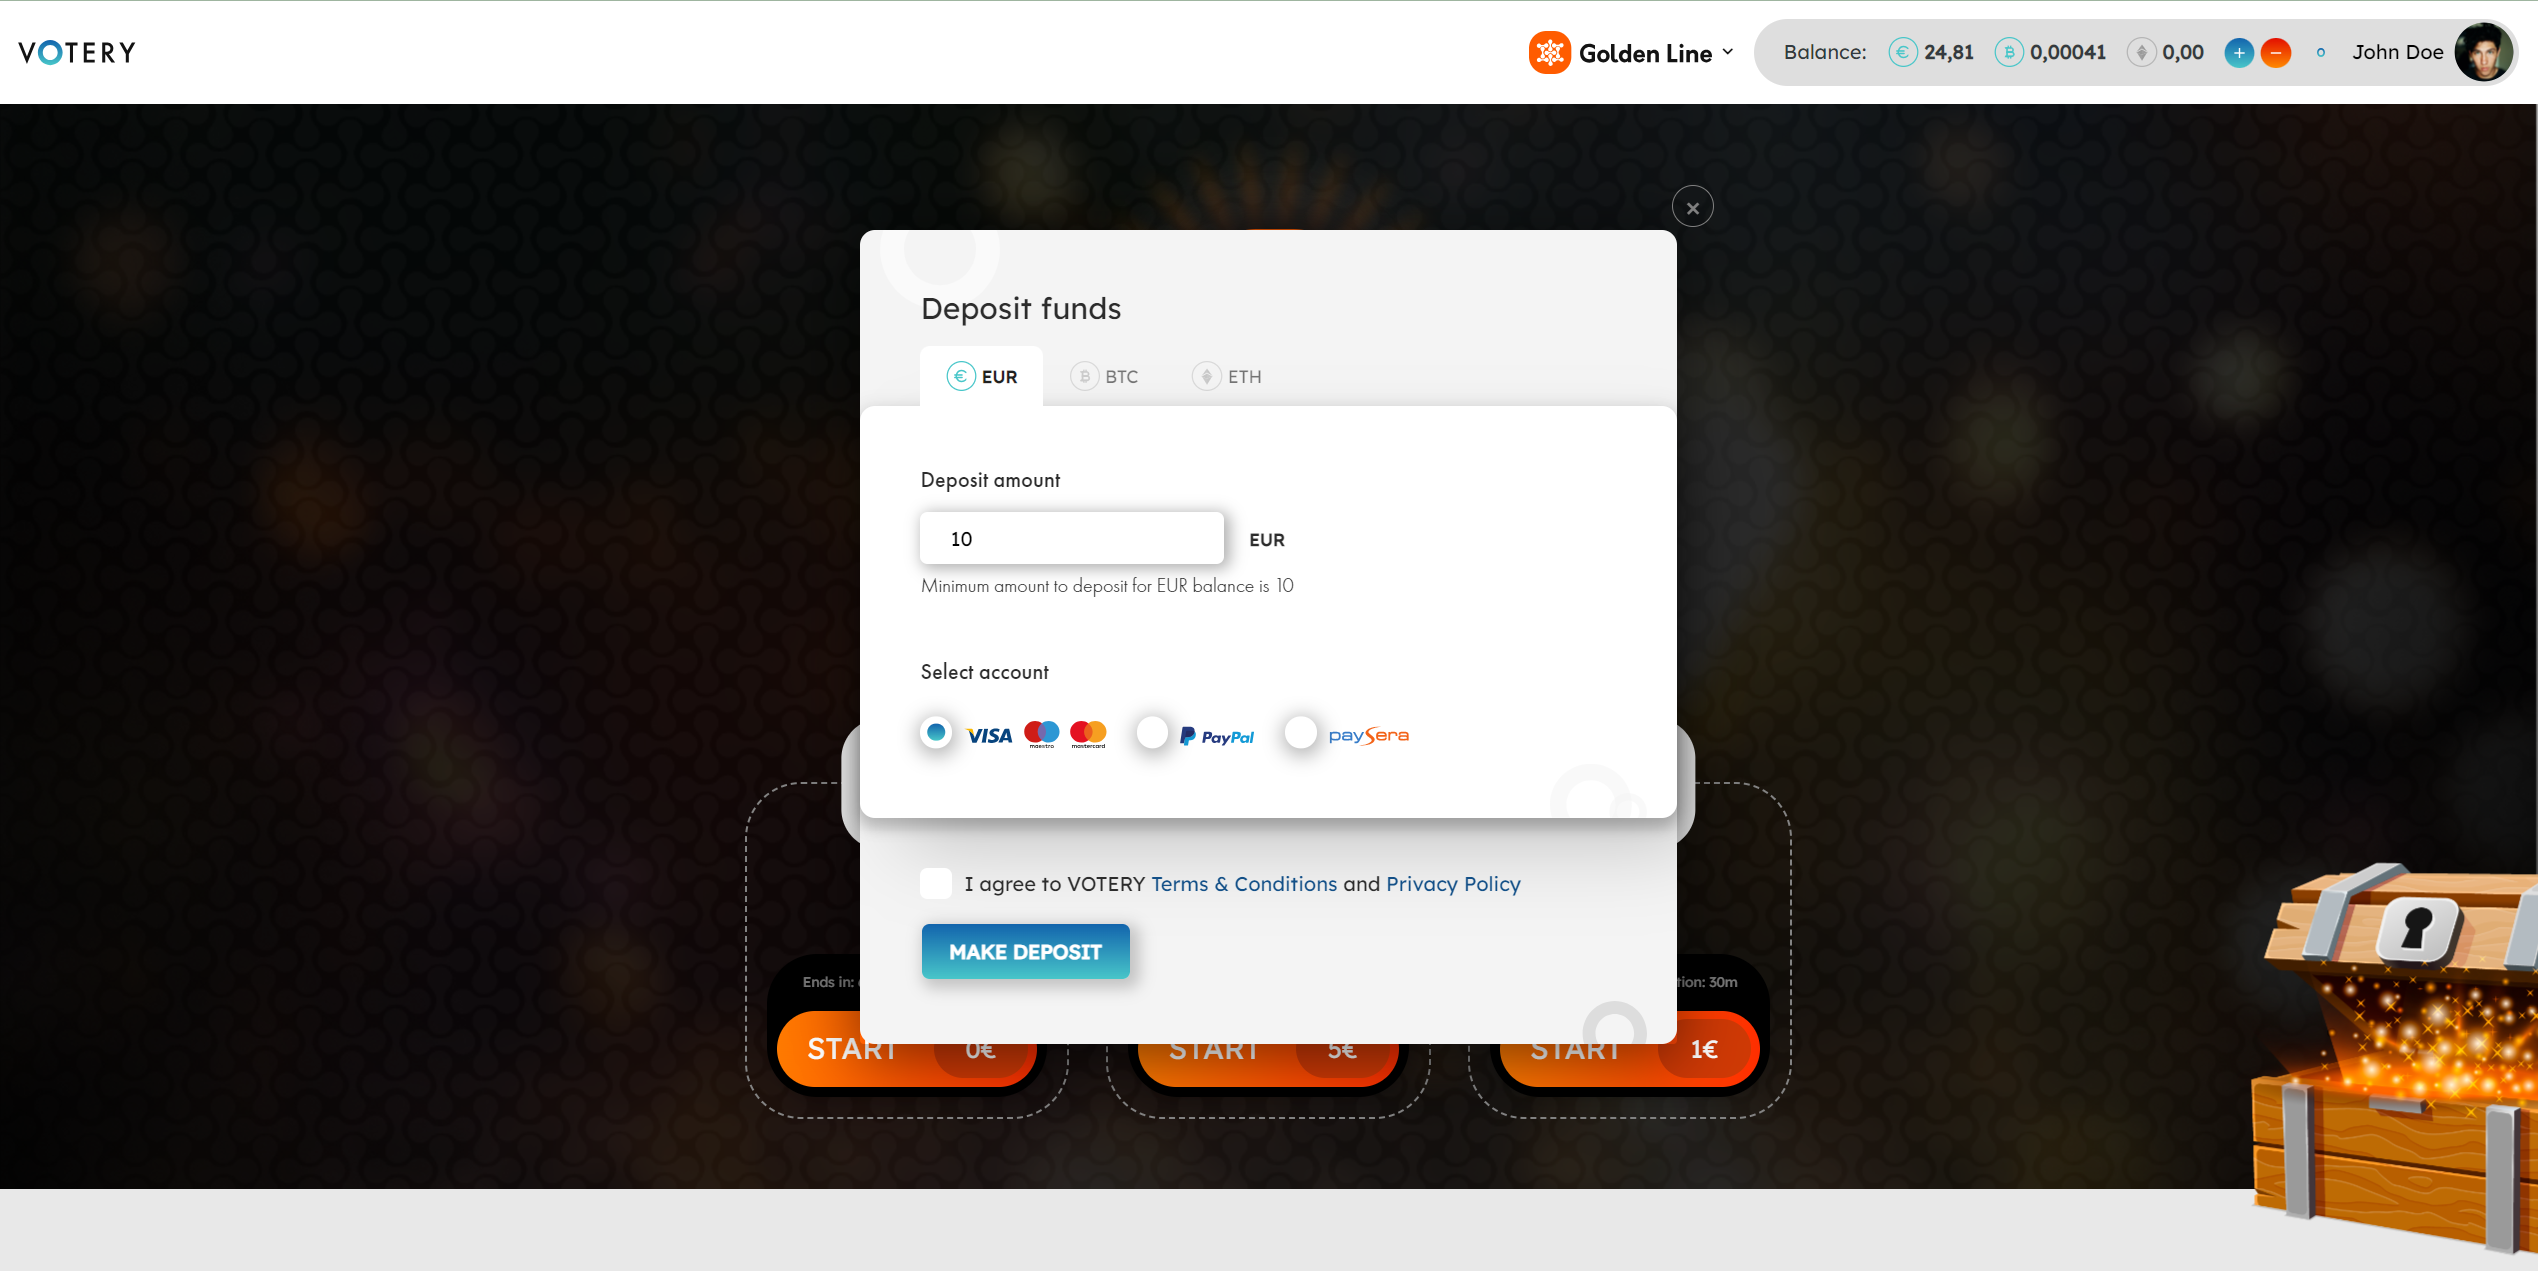 VOTERY
Golden Line
Balance: 24,81 0,00041 0,00
John Doe
Deposit funds
EUR BTC ETH
Deposit amount
10 EUR
Minimum amount to deposit for EUR balance is 10
Select account
VISA maestro mastercard PayPal paySera
I agree to VOTERY Terms & Conditions and Privacy Policy
MAKE DEPOSIT
Ends in:
tion: 30m
START 0€
START 5€
START 1€